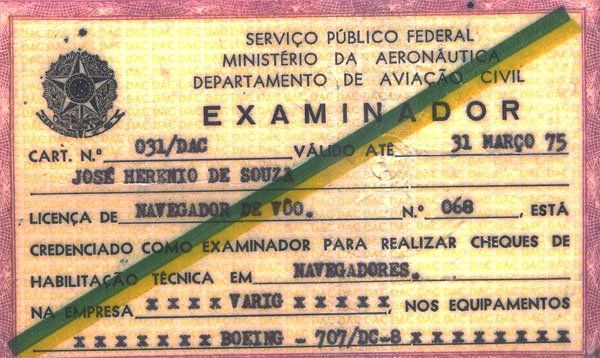 SERVIÇO PÚBLICO FEDERAL
MINISTÉRIO DA AERONÁUTICA
DEPARTAMENTO DE AVIAÇÃO CIVIL
EXAMINADOR
CART. N.º 031/DAC VÁLIDO ATÉ 31 MARÇO 75
JOSÉ HERENIO DE SOUZA
LICENÇA DE NAVEGADOR DE VÔO. N.º 068, ESTÁ
CREDENCIADO COMO EXAMINADOR PARA REALIZAR CHEQUES DE
HABILITAÇÃO TÉCNICA EM NAVEGADORES.
NA EMPRESA x x x x VARIG x x x x x, NOS EQUIPAMENTOS
x x x x x x x BOEING - 707/DC-8 x x x x x x x